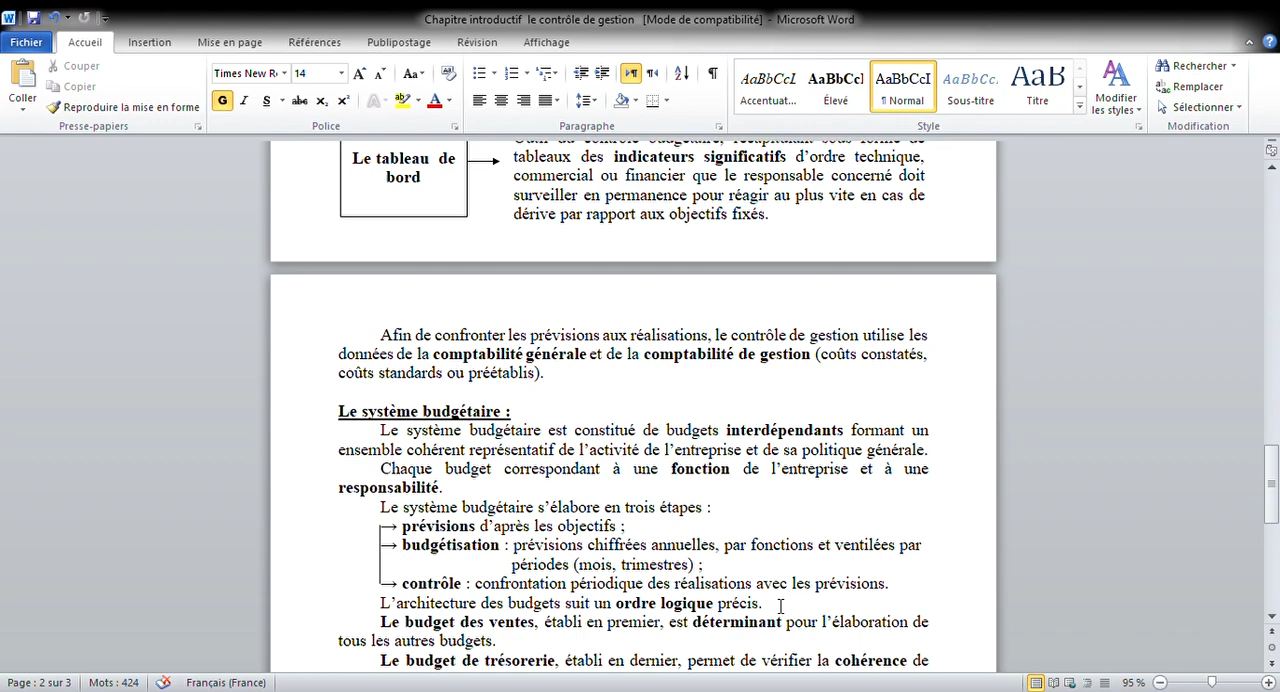 Chapitre introductif le contrôle de gestion [Mode de compatibilité] - Microsoft Word
Fichier Accueil Insertion Mise en page Références Publipostage Révision Affichage
Coller
Couper
Copier
Reproduire la mise en forme
Presse-papiers
Times New R 14
Police
Paragraphe
AaBbCcL AaBbCcl AaBbCcI AaBbCc. AaB
Accentuat... Élevé ¶ Normal Sous-titre Titre
Modifier
les styles
Style
Rechercher
Remplacer
Sélectionner
Modification
Le tableau de
bord
Outil du contrôle budgétaire, récapitulant sous forme de
tableaux des indicateurs significatifs d’ordre technique,
commercial ou financier que le responsable concerné doit
surveiller en permanence pour réagir au plus vite en cas de
dérive par rapport aux objectifs fixés.
Afin de confronter les prévisions aux réalisations, le contrôle de gestion utilise les
données de la comptabilité générale et de la comptabilité de gestion (coûts constatés,
coûts standards ou préétablis).
Le système budgétaire :
Le système budgétaire est constitué de budgets interdépendants formant un
ensemble cohérent représentatif de l’activité de l’entreprise et de sa politique générale.
Chaque budget correspondant à une fonction de l’entreprise et à une
responsabilité.
Le système budgétaire s’élabore en trois étapes :
prévisions d’après les objectifs ;
budgétisation : prévisions chiffrées annuelles, par fonctions et ventilées par
périodes (mois, trimestres) ;
contrôle : confrontation périodique des réalisations avec les prévisions.
L’architecture des budgets suit un ordre logique précis.
Le budget des ventes, établi en premier, est déterminant pour l’élaboration de
tous les autres budgets.
Le budget de trésorerie, établi en dernier, permet de vérifier la cohérence de
Page : 2 sur 3 Mots : 424 Français (France) 95 %